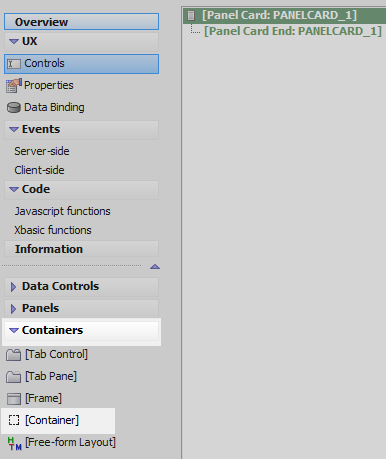 Overview
UX
Controls
Properties
Data Binding
Events
Server-side
Client-side
Code
Javascript functions
Xbasic functions
Information
Data Controls
Panels
Containers
[Tab Control]
[Tab Pane]
[Frame]
[Container]
HTM [Free-form Layout]
[Panel Card: PANELCARD_1]
[Panel Card End: PANELCARD_1]